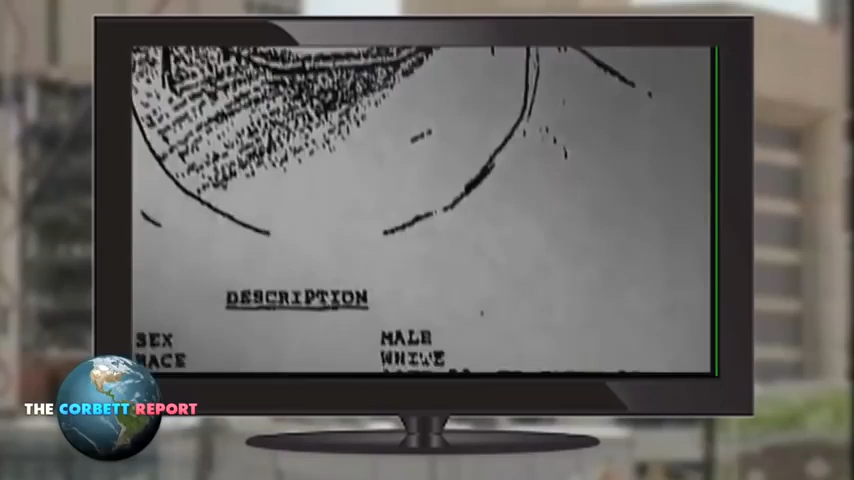 DESCRIPTION
SEX MALE
RACE WHITE
THE CORBETT REPORT